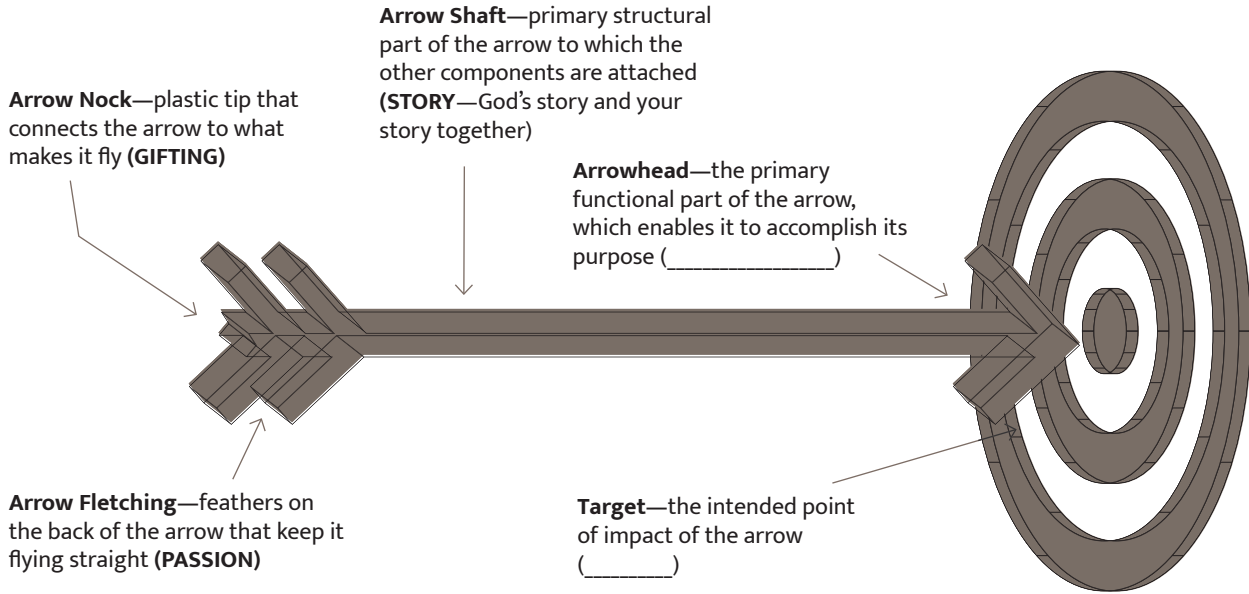 Arrow Shaft—primary structural
part of the arrow to which the
other components are attached
(STORY—God’s story and your
story together)
Arrow Nock—plastic tip that
connects the arrow to what
makes it fly (GIFTING)
Arrowhead—the primary
functional part of the arrow,
which enables it to accomplish its
purpose (___________________)
Arrow Fletching—feathers on
the back of the arrow that keep it
flying straight (PASSION)
Target—the intended point
of impact of the arrow
(__________)